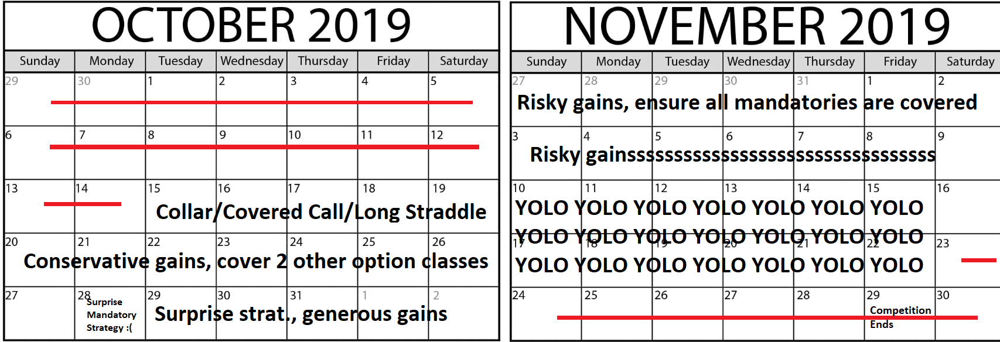 OCTOBER 2019
Sunday Monday Tuesday Wednesday Thursday Friday Saturday
29 30 1 2 3 4 5
6 7 8 9 10 11 12
13 14 15 16 17 18 19
Collar/Covered Call/Long Straddle
20 21 22 23 24 25 26
Conservative gains, cover 2 other option classes
27 28 29 30 31 1 2
Surprise
Mandatory
Strategy :(
Surprise strat., generous gains
NOVEMBER 2019
Sunday Monday Tuesday Wednesday Thursday Friday Saturday
27 28 29 30 31 1 2
Risky gains, ensure all mandatories are covered
3 4 5 6 7 8 9
Risky gainsssssssssssssssssssssssssssssssssss
10 11 12 13 14 15 16
YOLO YOLO YOLO YOLO YOLO YOLO YOLO
YOLO YOLO YOLO YOLO YOLO YOLO YOLO
17 18 19 20 21 22 23
YOLO YOLO YOLO YOLO YOLO YOLO YOLO
24 25 26 27 28 29 30
Competition
Ends